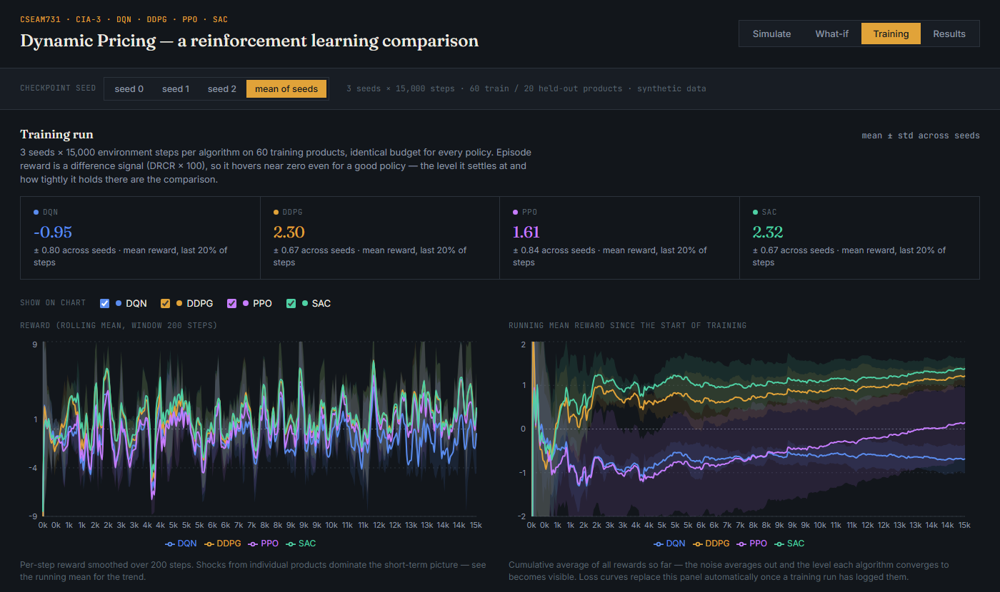 CSEAM731 · CIA-3 · DQN · DDPG · PPO · SAC
Dynamic Pricing — a reinforcement learning comparison
Simulate What-if Training Results
CHECKPOINT SEED seed 0 seed 1 seed 2 mean of seeds 3 seeds × 15,000 steps · 60 train / 20 held-out products · synthetic data
Training run
mean ± std across seeds
3 seeds × 15,000 environment steps per algorithm on 60 training products, identical budget for every policy. Episode
reward is a difference signal (DRCR × 100), so it hovers near zero even for a good policy — the level it settles at and
how tightly it holds there are the comparison.
DQN
-0.95
± 0.80 across seeds · mean reward, last 20% of
steps
DDPG
2.30
± 0.67 across seeds · mean reward, last 20% of
steps
PPO
1.61
± 0.84 across seeds · mean reward, last 20% of
steps
SAC
2.32
± 0.67 across seeds · mean reward, last 20% of
steps
SHOW ON CHART DQN DDPG PPO SAC
REWARD (ROLLING MEAN, WINDOW 200 STEPS)
9
1
-4
-9
0k 0k 1k 1k 2k 2k 3k 3k 4k 4k 5k 5k 5k 6k 6k 7k 7k 8k 8k 9k 9k 9k 10k 11k 11k 12k 12k 12k 13k 13k 14k 14k 15k
DQN DDPG PPO SAC
Per-step reward smoothed over 200 steps. Shocks from individual products dominate the short-term picture — see
the running mean for the trend.
RUNNING MEAN REWARD SINCE THE START OF TRAINING
2
1
0
-1
-2
0k 0k 1k 1k 2k 2k 3k 3k 4k 4k 5k 5k 5k 6k 6k 7k 7k 8k 8k 9k 9k 9k 10k 11k 11k 12k 12k 12k 13k 13k 14k 14k 15k
DQN DDPG PPO SAC
Cumulative average of all rewards so far — the noise averages out and the level each algorithm converges to
becomes visible. Loss curves replace this panel automatically once a training run has logged them.